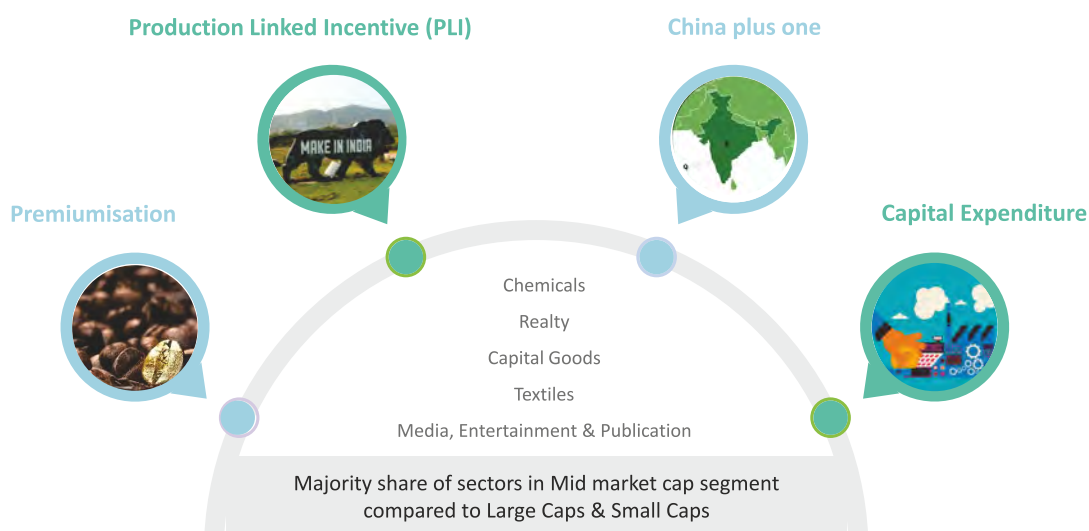 Production Linked Incentive (PLI)
China plus one
MAKE IN INDIA
Premiumisation
Capital Expenditure
Chemicals
Realty
Capital Goods
Textiles
Media, Entertainment & Publication
Majority share of sectors in Mid market cap segment
compared to Large Caps & Small Caps